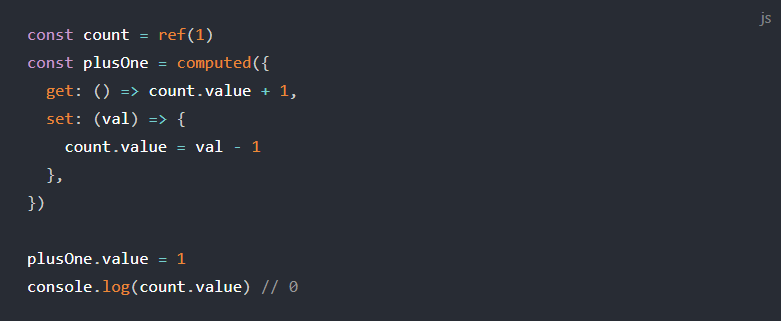 js
const count = ref(1)
const plusOne = computed({
  get: () => count.value + 1,
  set: (val) => {
    count.value = val - 1
  },
})

plusOne.value = 1
console.log(count.value) // 0